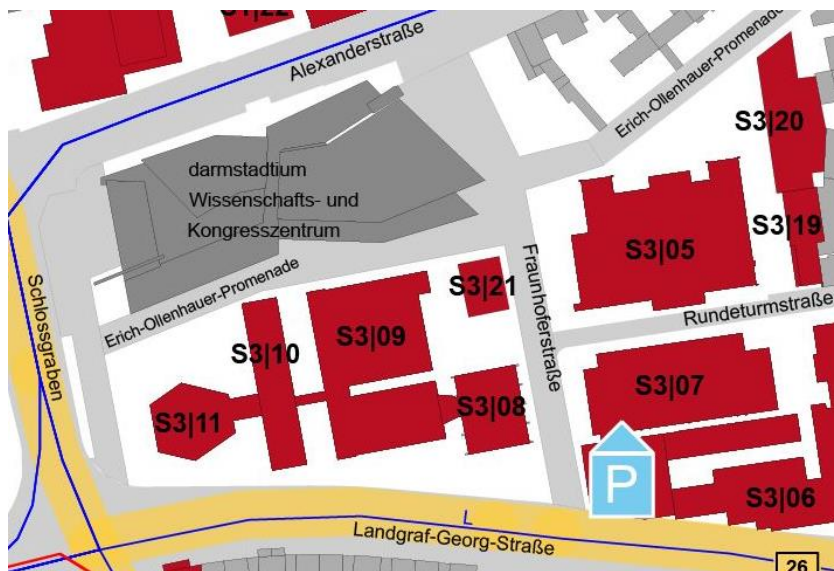 S1|22
Alexanderstraße
Erich-Ollenhauer-Promenade
S3|20
darmstadtium
Wissenschafts- und
Kongresszentrum
S3|19
S3|05
Fraunhoferstraße
S3|21
Schlossgraben
Erich-Ollenhauer-Promenade
Rundeturmstraße
S3|10
S3|09
S3|07
S3|11
S3|08
P
S3|06
L
Landgraf-Georg-Straße
26